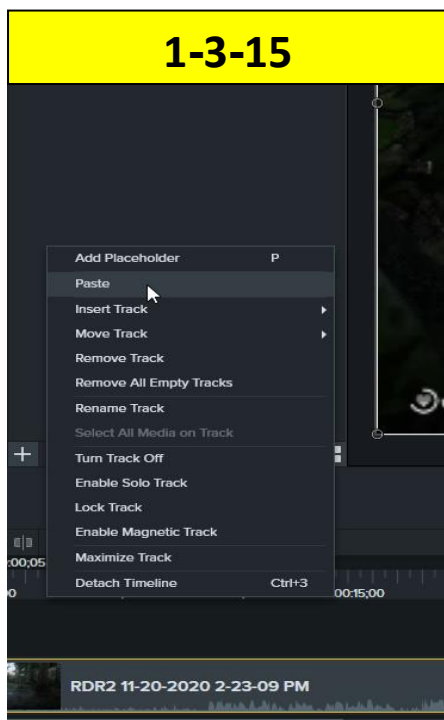 1-3-15
Add Placeholder P
Paste
Insert Track
Move Track
Remove Track
Remove All Empty Tracks
Rename Track
Select All Media on Track
Turn Track Off
Enable Solo Track
Lock Track
Enable Magnetic Track
Maximize Track
Detach Timeline Ctrl+3
:00;05
00:15;00
RDR2 11-20-2020 2-23-09 PM